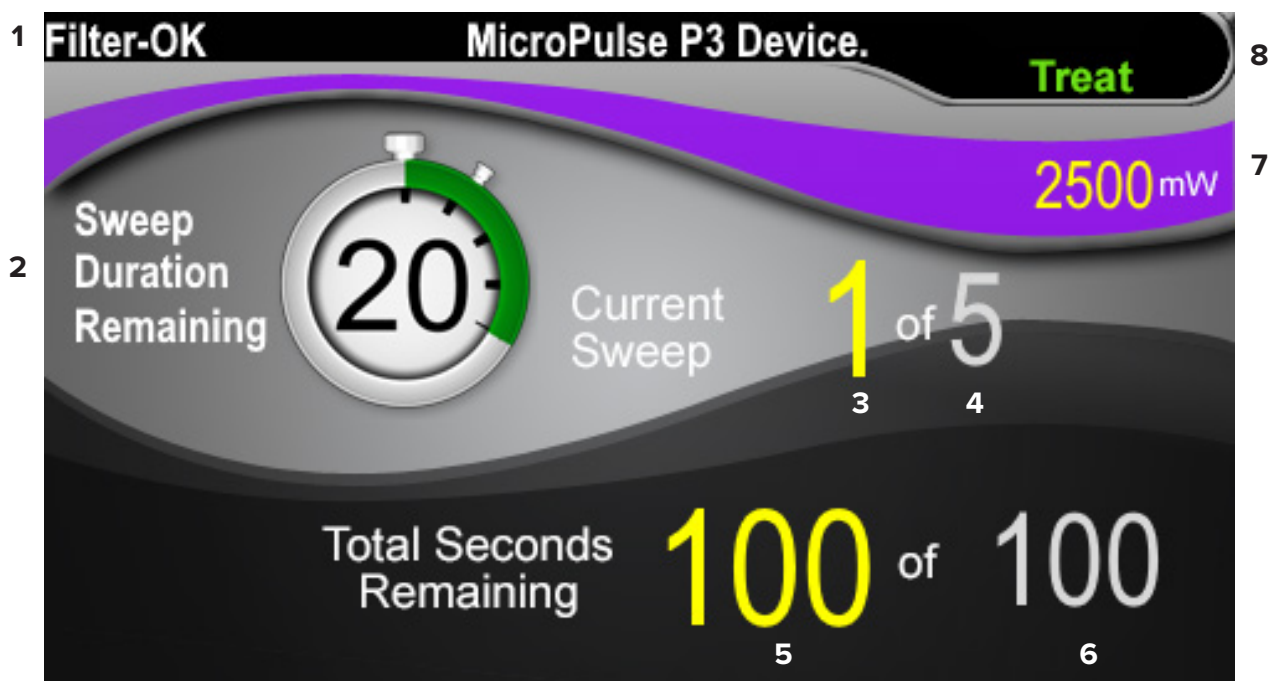 1
Filter-OK
MicroPulse P3 Device.
8
Treat
7
2500 mW
Sweep
Duration
Remaining
2
20
Current
Sweep
1 of 5
3
4
Total Seconds
Remaining
100 of 100
5
6